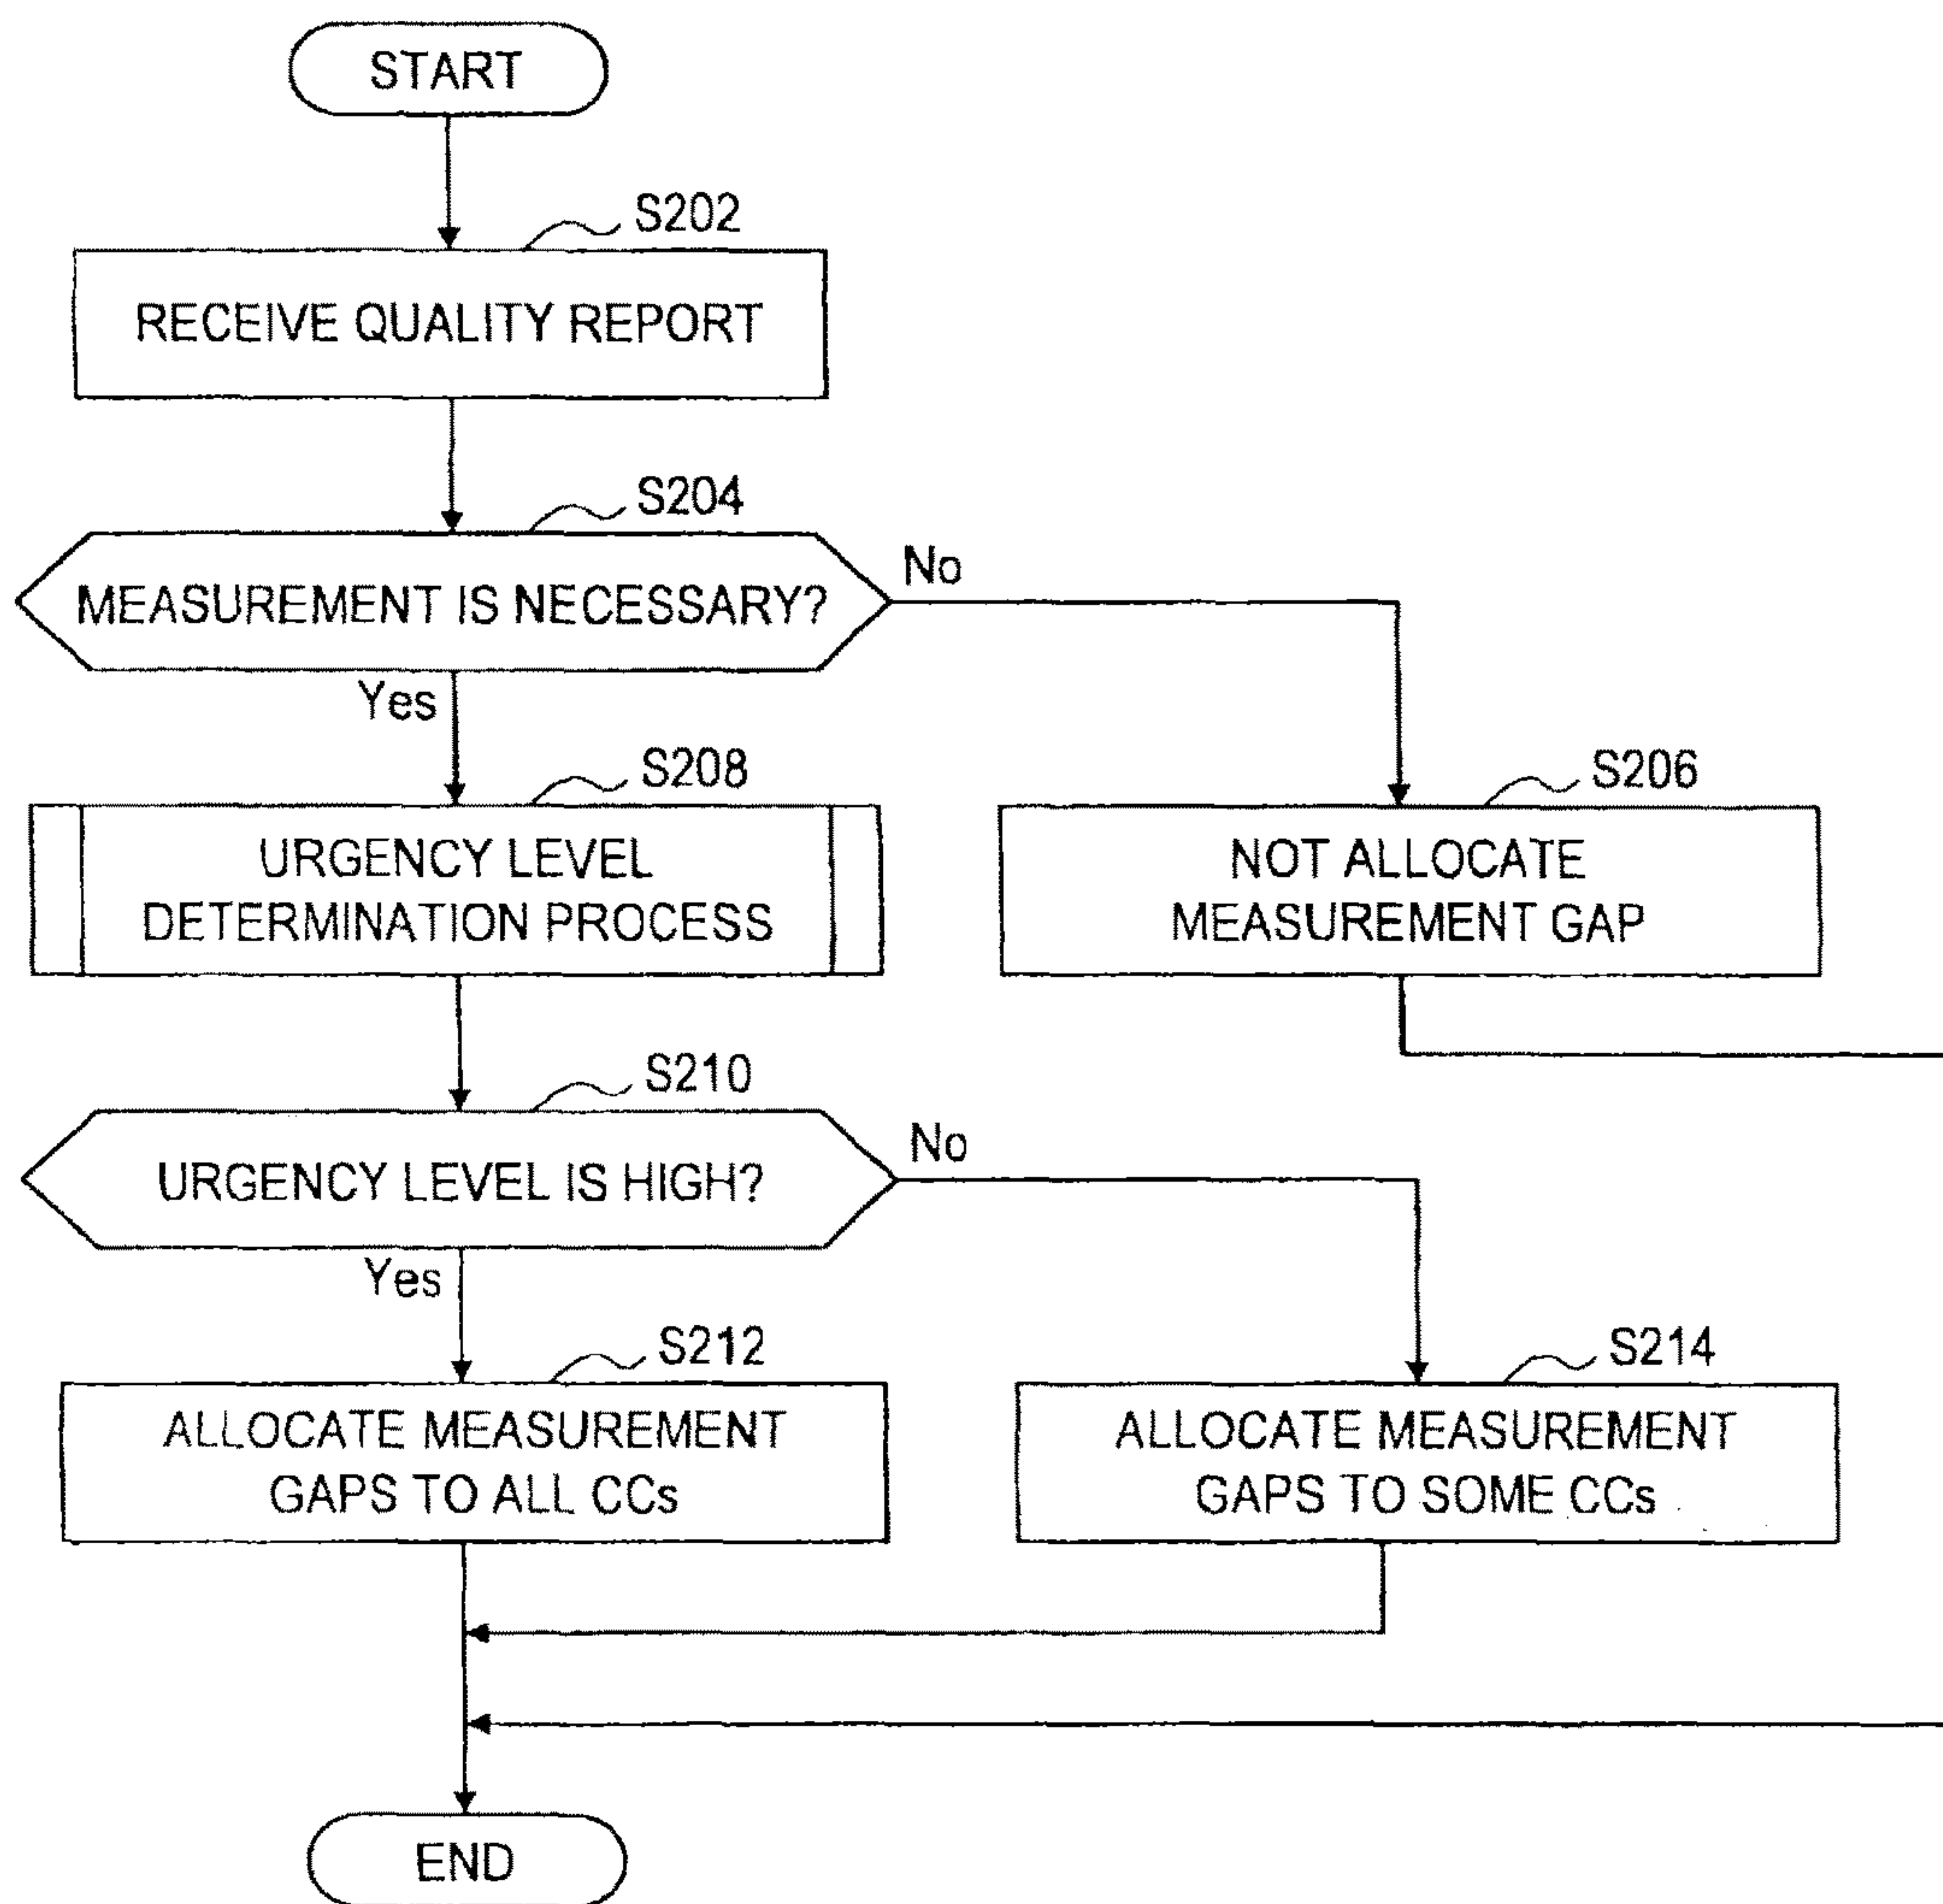 START
S202
RECEIVE QUALITY REPORT
S204
MEASUREMENT IS NECESSARY?
No
Yes
S208
URGENCY LEVEL
DETERMINATION PROCESS
S206
NOT ALLOCATE
MEASUREMENT GAP
S210
URGENCY LEVEL IS HIGH?
No
Yes
S212
ALLOCATE MEASUREMENT
GAPS TO ALL CCs
S214
ALLOCATE MEASUREMENT
GAPS TO SOME CCs
END